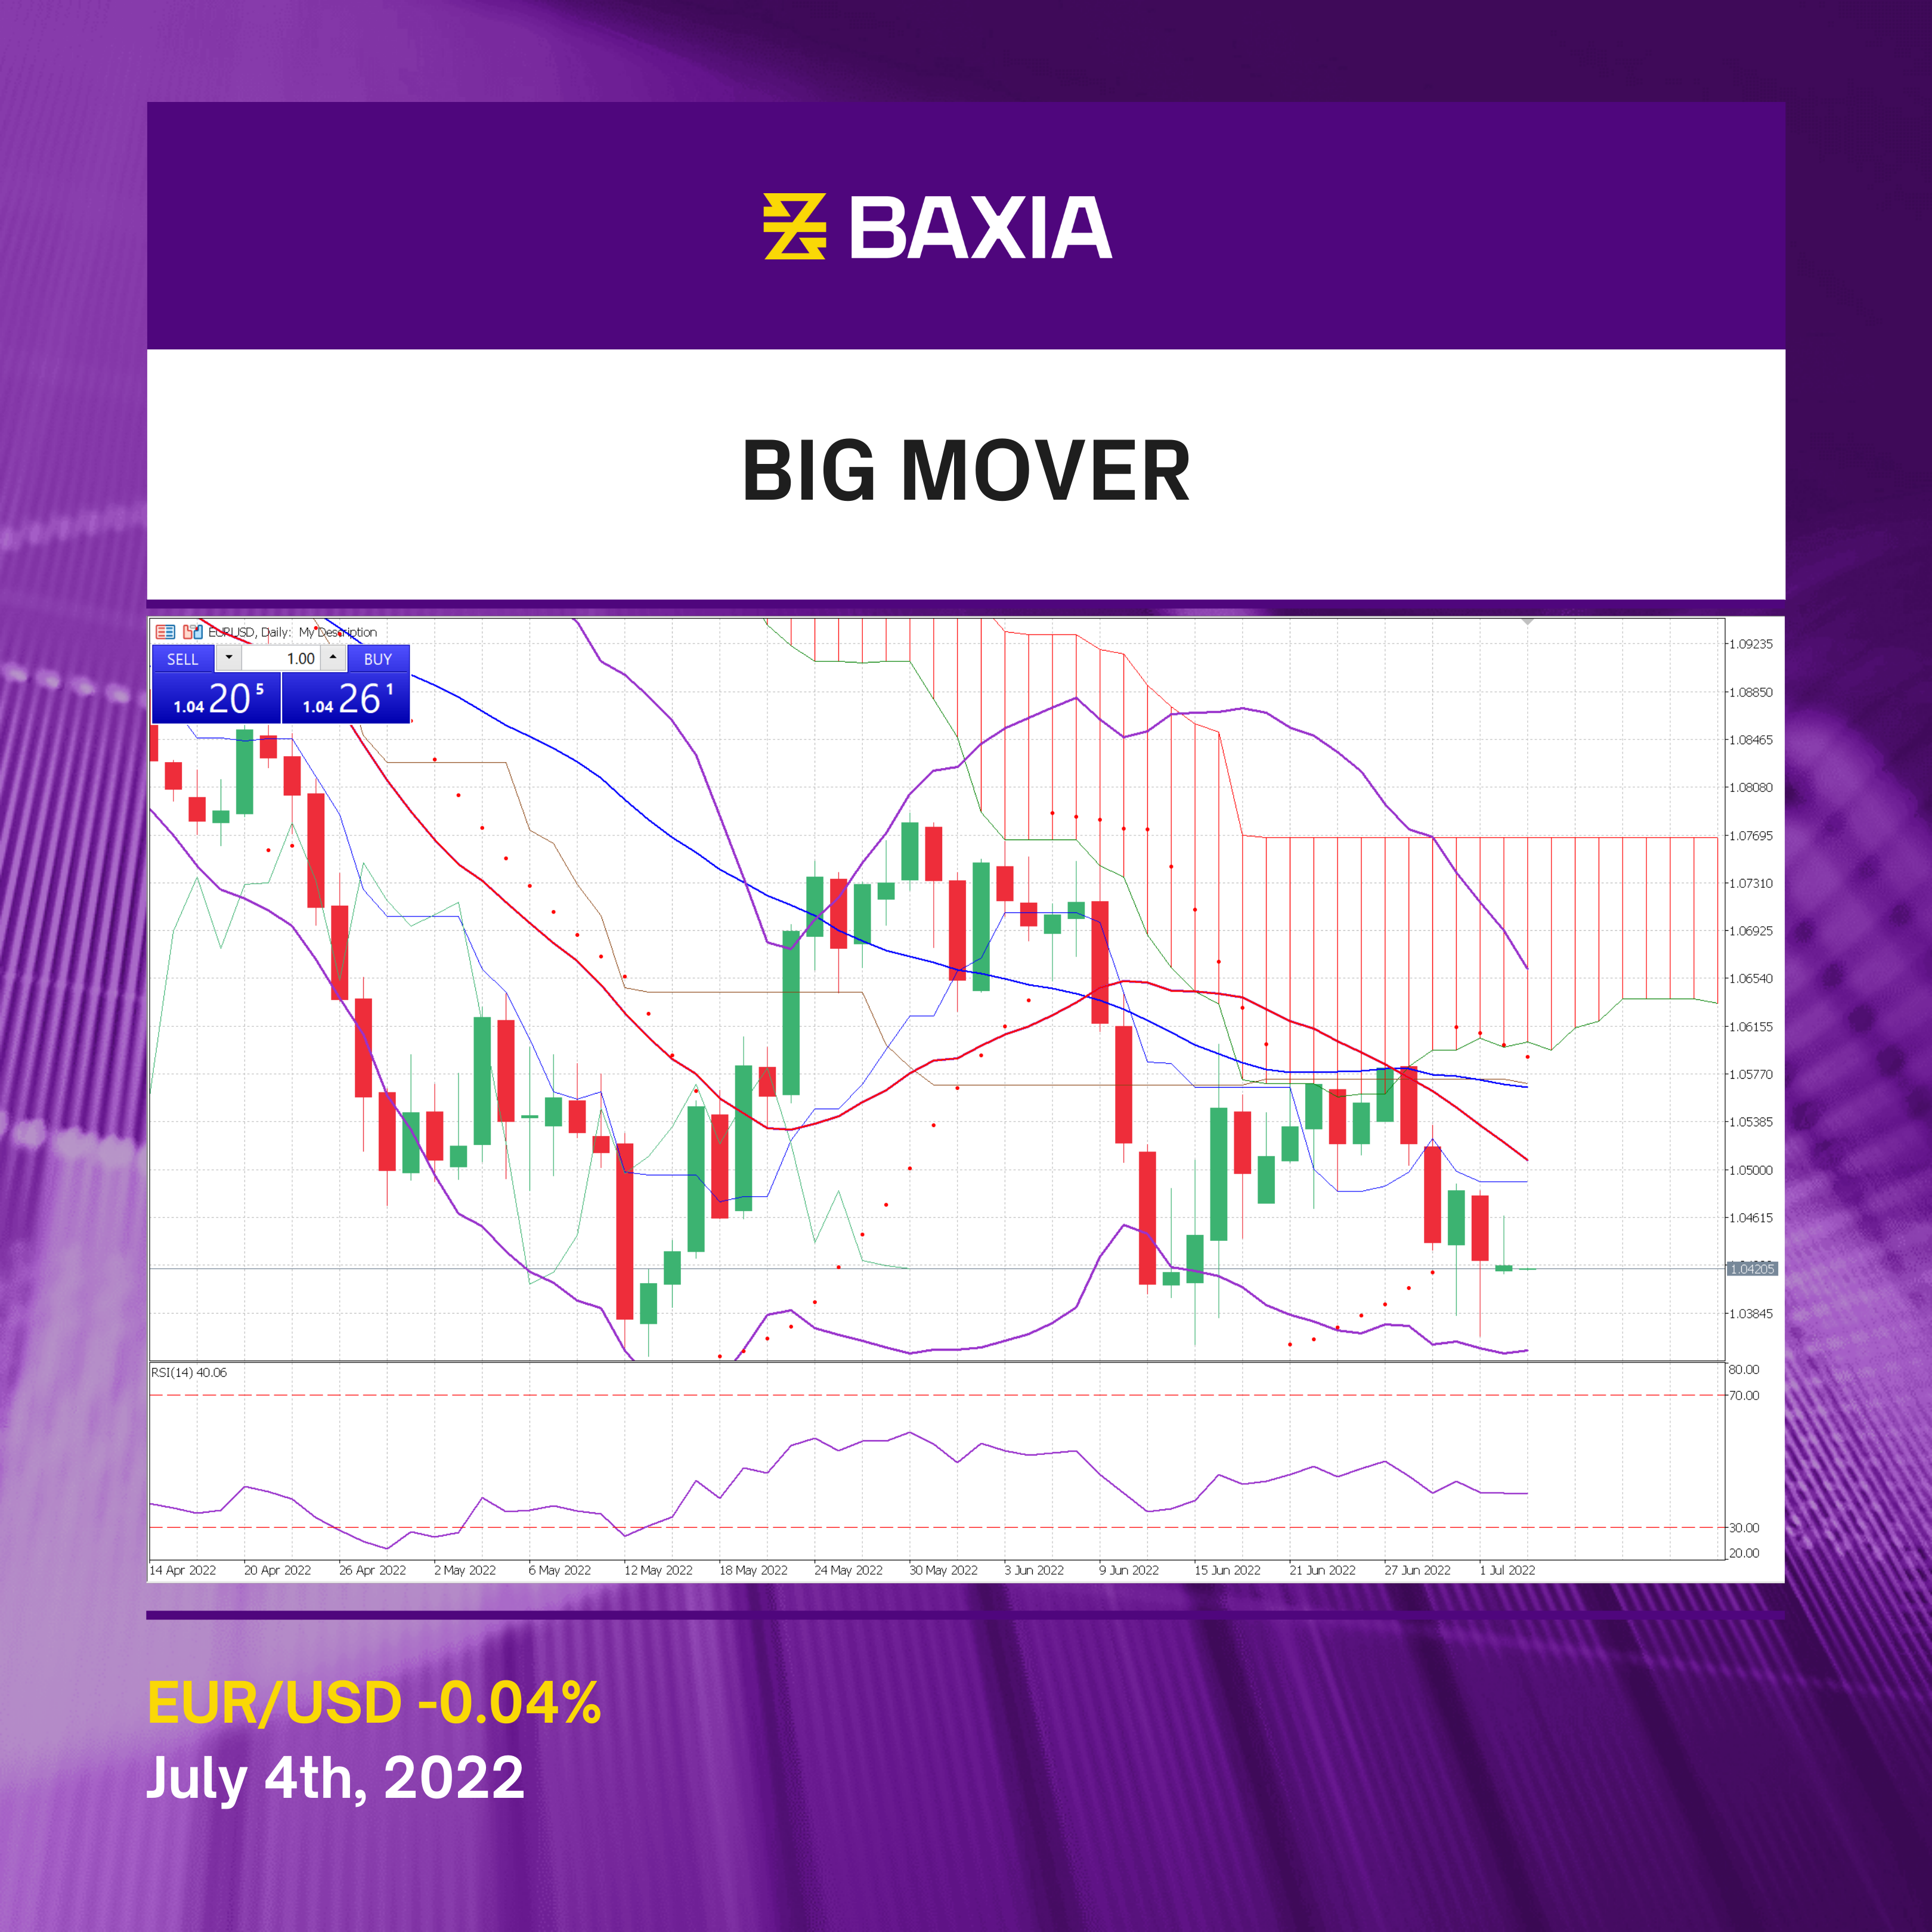 BAXIA
BIG MOVER
EURUSD, Daily: My Description
SELL 1.00 BUY
1.04 20 5 1.04 26 1
1.09235
1.08850
1.08465
1.08080
1.07695
1.07310
1.06925
1.06540
1.06155
1.05770
1.05385
1.05000
1.04615
1.04205
1.03845
RSI(14) 40.06
80.00
70.00
30.00
20.00
14 Apr 2022 20 Apr 2022 26 Apr 2022 2 May 2022 6 May 2022 12 May 2022 18 May 2022 24 May 2022 30 May 2022 3 Jun 2022 9 Jun 2022 15 Jun 2022 21 Jun 2022 27 Jun 2022 1 Jul 2022
EUR/USD -0.04%
July 4th, 2022